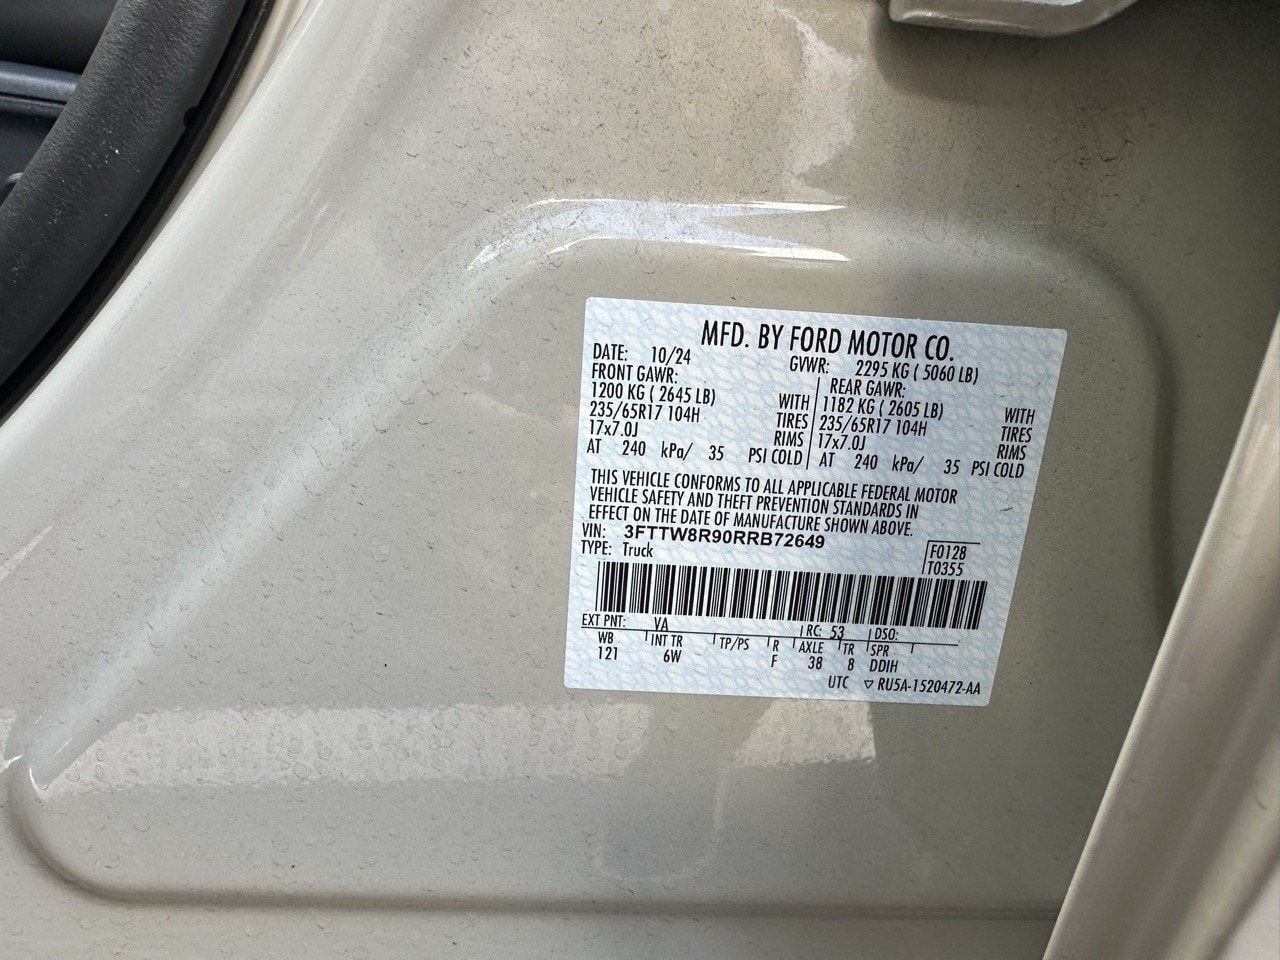 MFD. BY FORD MOTOR CO.
DATE: 10/24 GVWR: 2295 KG ( 5060 LB)
FRONT GAWR: REAR GAWR:
1200 KG ( 2645 LB) WITH 1182 KG ( 2605 LB) WITH
235/65R17 104H TIRES 235/65R17 104H TIRES
17x7.0J RIMS 17x7.0J RIMS
AT 240 kPa/ 35 PSI COLD AT 240 kPa/ 35 PSI COLD
THIS VEHICLE CONFORMS TO ALL APPLICABLE FEDERAL MOTOR
VEHICLE SAFETY AND THEFT PREVENTION STANDARDS IN
EFFECT ON THE DATE OF MANUFACTURE SHOWN ABOVE.
VIN: 3FTTW8R90RRB72649
TYPE: Truck F0128
T0355
EXT PNT: VA RC: 53 DSO:
WB INT TR TP/PS R AXLE TR SPR
121 6W F 38 8 DDIH
UTC ▽ RU5A-1520472-AA